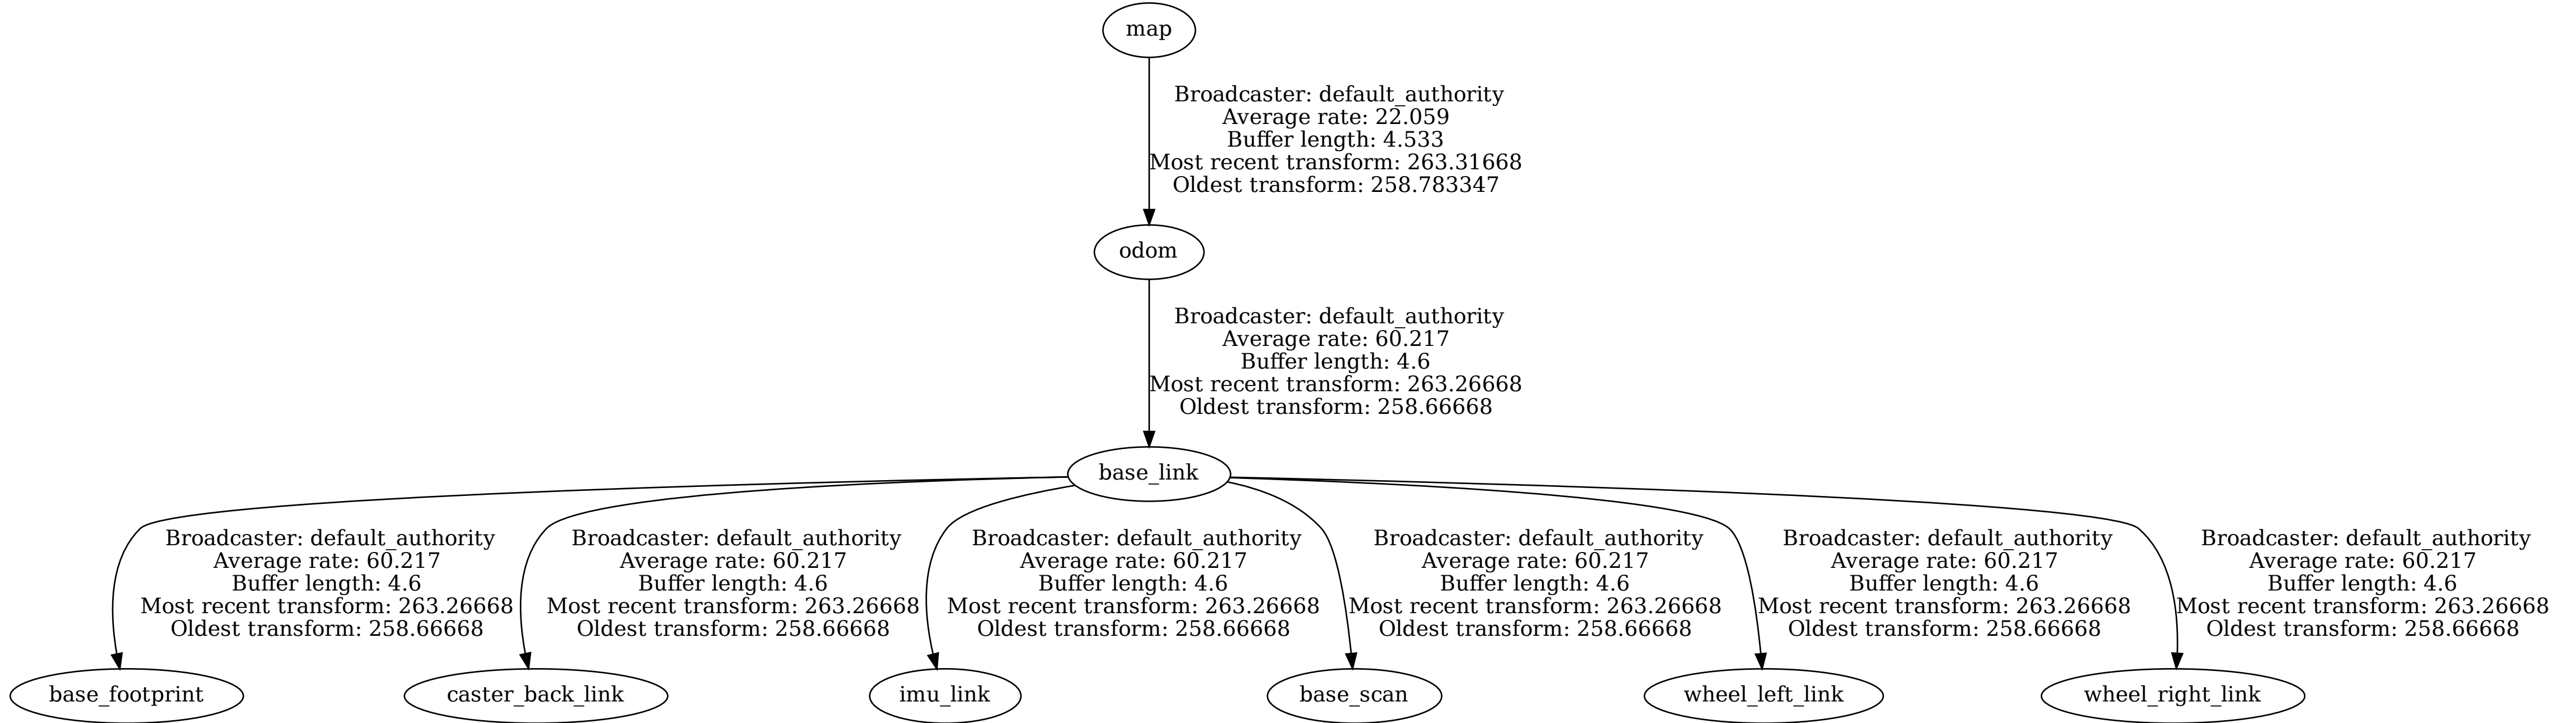 map
Broadcaster: default_authority
Average rate: 22.059
Buffer length: 4.533
Most recent transform: 263.31668
Oldest transform: 258.783347
odom
Broadcaster: default_authority
Average rate: 60.217
Buffer length: 4.6
Most recent transform: 263.26668
Oldest transform: 258.66668
base_link
Broadcaster: default_authority
Average rate: 60.217
Buffer length: 4.6
Most recent transform: 263.26668
Oldest transform: 258.66668
Broadcaster: default_authority
Average rate: 60.217
Buffer length: 4.6
Most recent transform: 263.26668
Oldest transform: 258.66668
Broadcaster: default_authority
Average rate: 60.217
Buffer length: 4.6
Most recent transform: 263.26668
Oldest transform: 258.66668
Broadcaster: default_authority
Average rate: 60.217
Buffer length: 4.6
Most recent transform: 263.26668
Oldest transform: 258.66668
Broadcaster: default_authority
Average rate: 60.217
Buffer length: 4.6
Most recent transform: 263.26668
Oldest transform: 258.66668
Broadcaster: default_authority
Average rate: 60.217
Buffer length: 4.6
Most recent transform: 263.26668
Oldest transform: 258.66668
base_footprint
caster_back_link
imu_link
base_scan
wheel_left_link
wheel_right_link